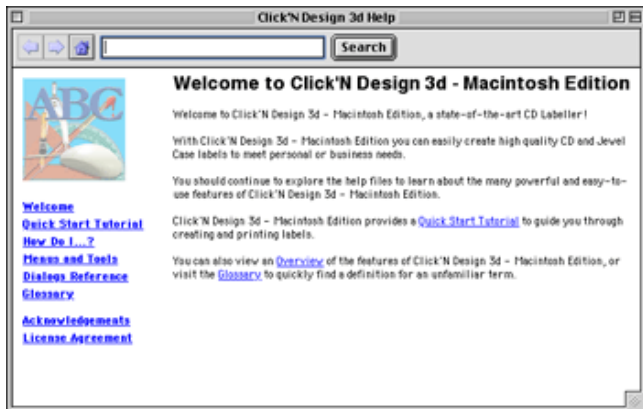 Click'N Design 3d Help
Search
ABC
Welcome
Quick Start Tutorial
How Do I...?
Menus and Tools
Dialogs Reference
Glossary
Acknowledgements
License Agreement
Welcome to Click'N Design 3d - Macintosh Edition
Welcome to Click'N Design 3d - Macintosh Edition, a state-of-the-art CD Labeller!
With Click'N Design 3d - Macintosh Edition you can easily create high quality CD and Jewel
Case labels to meet personal or business needs.
You should continue to explore the help files to learn about the many powerful and easy-to-
use features of Click'N Design 3d - Macintosh Edition.
Click'N Design 3d - Macintosh Edition provides a Quick Start Tutorial to guide you through
creating and printing labels.
You can also view an Overview of the features of Click'N Design 3d - Macintosh Edition, or
visit the Glossary to quickly find a definition for an unfamiliar term.